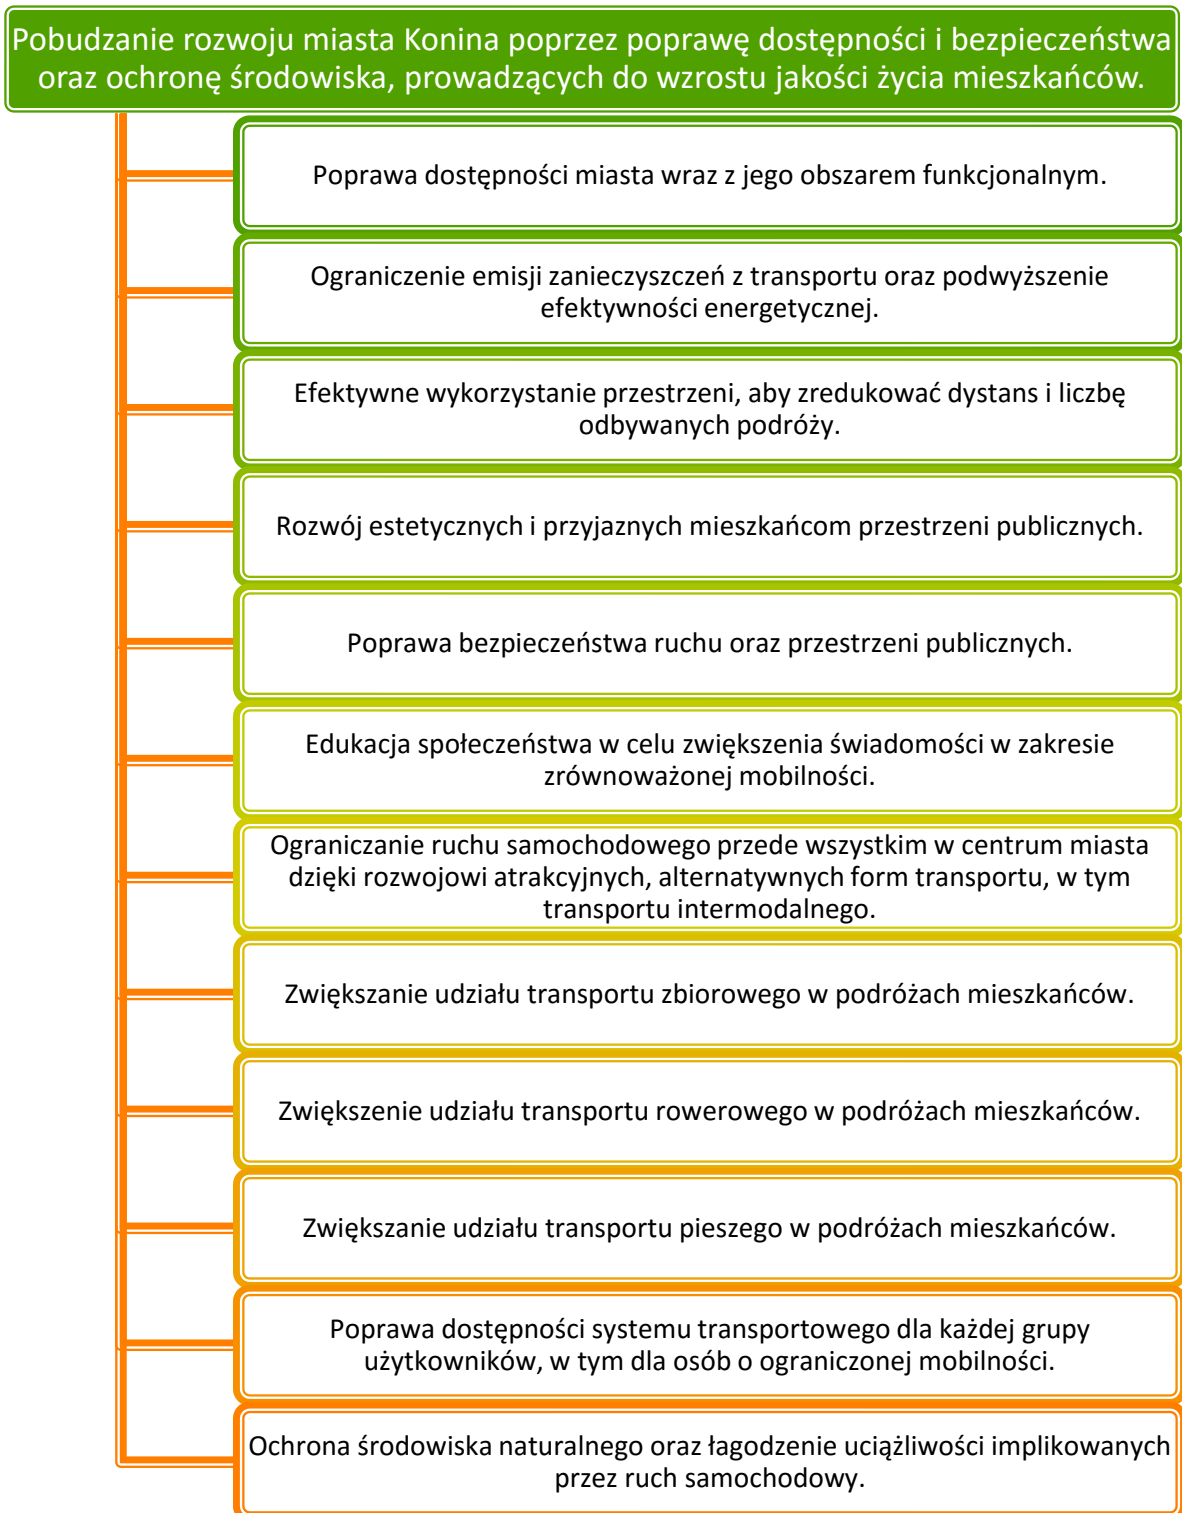 Pobudzanie rozwoju miasta Konina poprzez poprawę dostępności i bezpieczeństwa
oraz ochronę środowiska, prowadzących do wzrostu jakości życia mieszkańców.
Poprawa dostępności miasta wraz z jego obszarem funkcjonalnym.
Ograniczenie emisji zanieczyszczeń z transportu oraz podwyższenie
efektywności energetycznej.
Efektywne wykorzystanie przestrzeni, aby zredukować dystans i liczbę
odbywanych podróży.
Rozwój estetycznych i przyjaznych mieszkańcom przestrzeni publicznych.
Poprawa bezpieczeństwa ruchu oraz przestrzeni publicznych.
Edukacja społeczeństwa w celu zwiększenia świadomości w zakresie
zrównoważonej mobilności.
Ograniczanie ruchu samochodowego przede wszystkim w centrum miasta
dzięki rozwojowi atrakcyjnych, alternatywnych form transportu, w tym
transportu intermodalnego.
Zwiększanie udziału transportu zbiorowego w podróżach mieszkańców.
Zwiększenie udziału transportu rowerowego w podróżach mieszkańców.
Zwiększanie udziału transportu pieszego w podróżach mieszkańców.
Poprawa dostępności systemu transportowego dla każdej grupy
użytkowników, w tym dla osób o ograniczonej mobilności.
Ochrona środowiska naturalnego oraz łagodzenie uciążliwości implikowanych
przez ruch samochodowy.